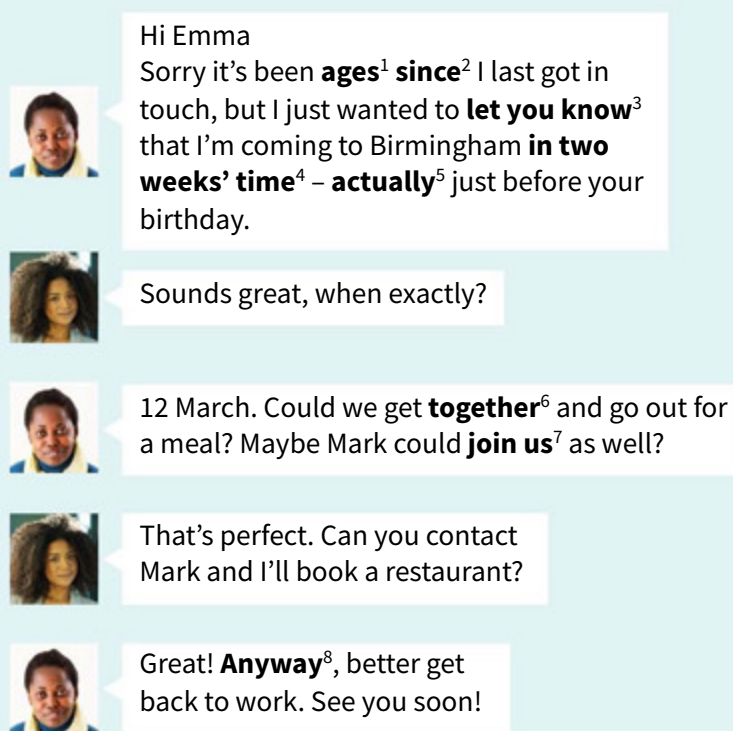 Hi Emma
Sorry it's been ages¹ since² I last got in
touch, but I just wanted to let you know³
that I'm coming to Birmingham in two
weeks' time⁴ – actually⁵ just before your
birthday.
Sounds great, when exactly?
12 March. Could we get together⁶ and go out for
a meal? Maybe Mark could join us⁷ as well?
That's perfect. Can you contact
Mark and I'll book a restaurant?
Great! Anyway⁸, better get
back to work. See you soon!